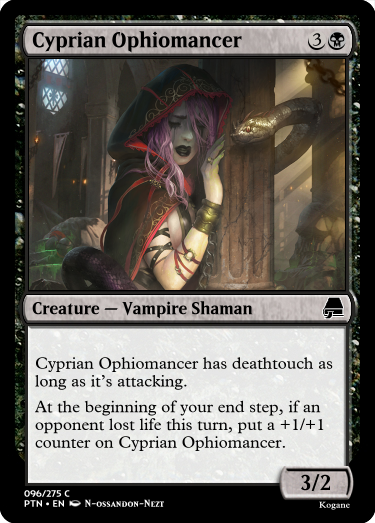 Cyprian Ophiomancer 3
Creature — Vampire Shaman
Cyprian Ophiomancer has deathtouch as
long as it's attacking.
At the beginning of your end step, if an
opponent lost life this turn, put a +1/+1
counter on Cyprian Ophiomancer.
3/2
096/275 C
PTN • EN N-ossandon-Nezt
Kogane